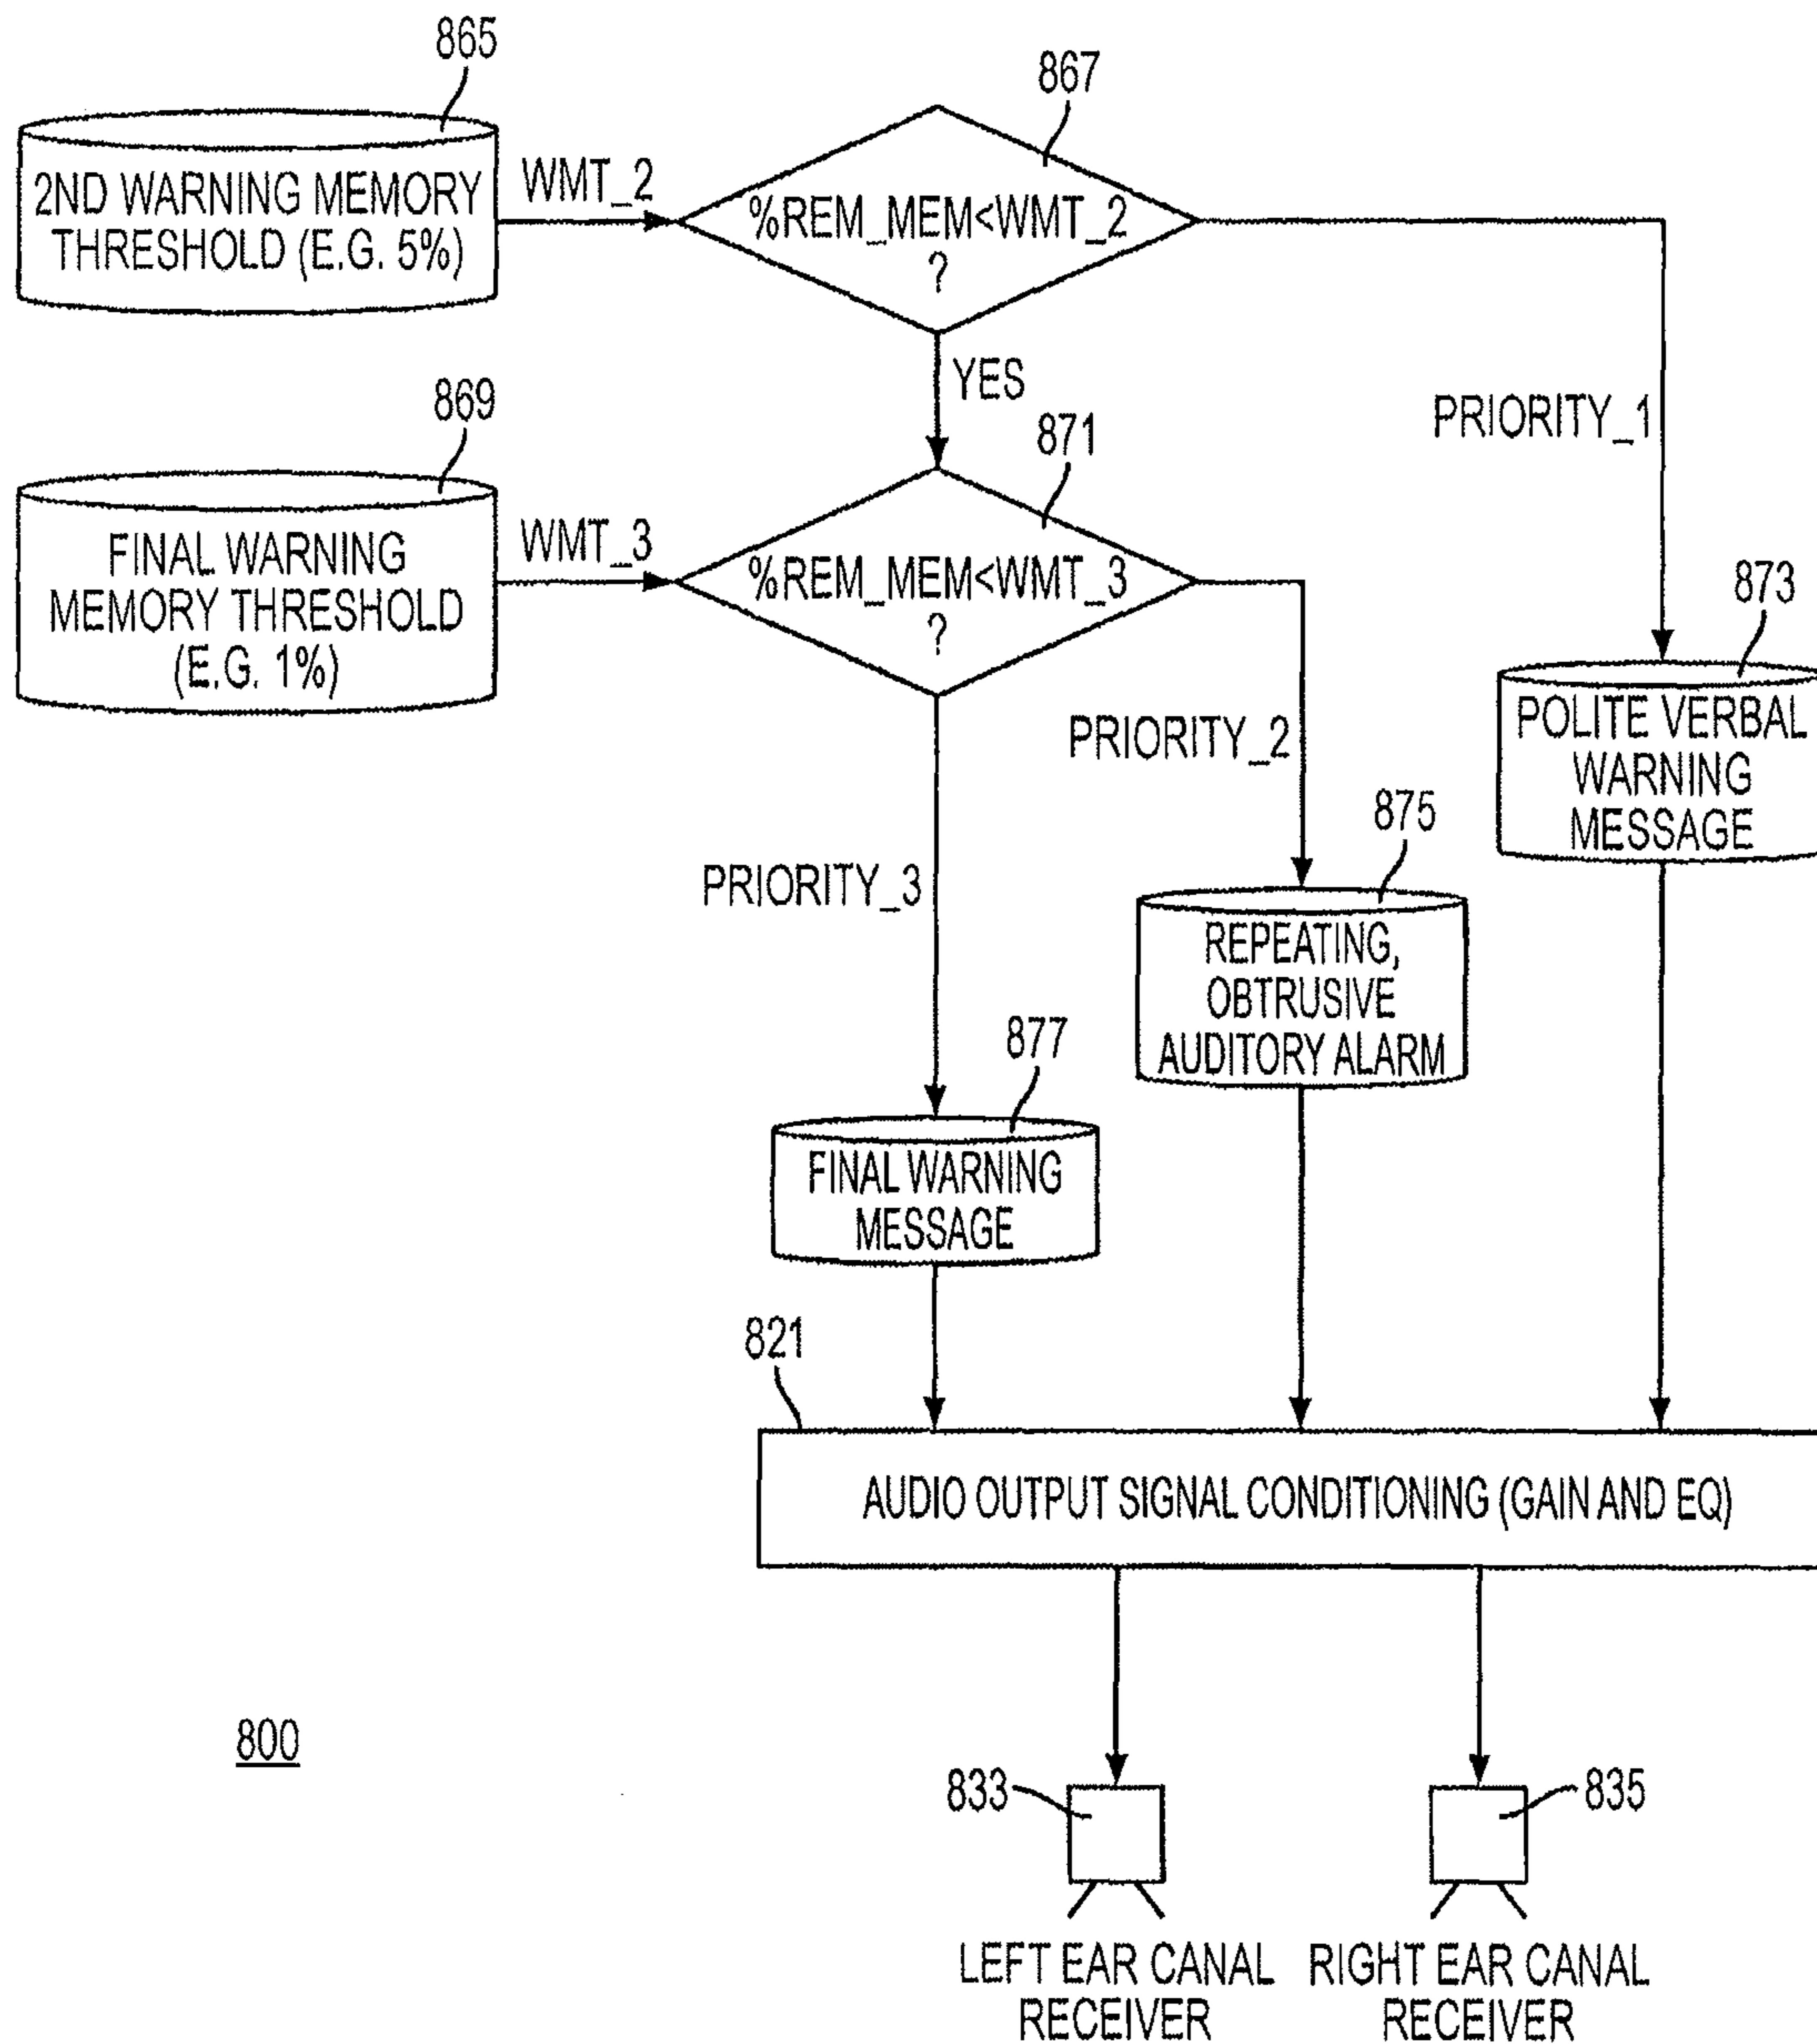 865
867
2ND WARNING MEMORY
THRESHOLD (E.G. 5%)
WMT_2
%REM_MEM<WMT_2
?
YES
PRIORITY_1
869
871
FINAL WARNING
MEMORY THRESHOLD
(E.G. 1%)
WMT_3
%REM_MEM<WMT_3
?
873
POLITE VERBAL
WARNING
MESSAGE
PRIORITY_2
875
PRIORITY_3
REPEATING,
OBTRUSIVE
AUDITORY ALARM
877
FINAL WARNING
MESSAGE
821
AUDIO OUTPUT SIGNAL CONDITIONING (GAIN AND EQ)
800
833
835
LEFT EAR CANAL
RECEIVER
RIGHT EAR CANAL
RECEIVER